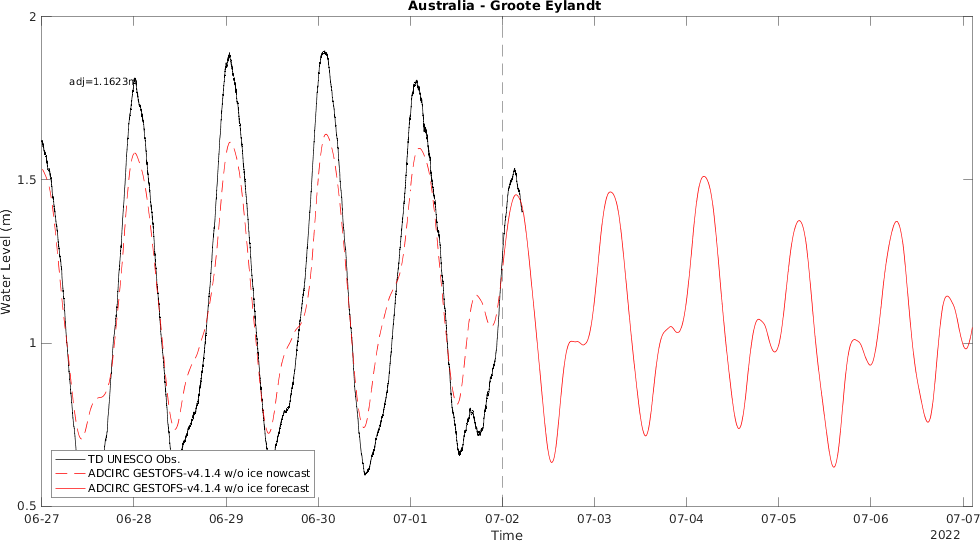 Australia - Groote Eylandt
2
adj=1.1623m
1.5
Water Level (m)
1
TD UNESCO Obs.
ADCIRC GESTOFS-v4.1.4 w/o ice nowcast
ADCIRC GESTOFS-v4.1.4 w/o ice forecast
0.5
06-27 06-28 06-29 06-30 07-01 07-02 07-03 07-04 07-05 07-06 07-07
Time
2022